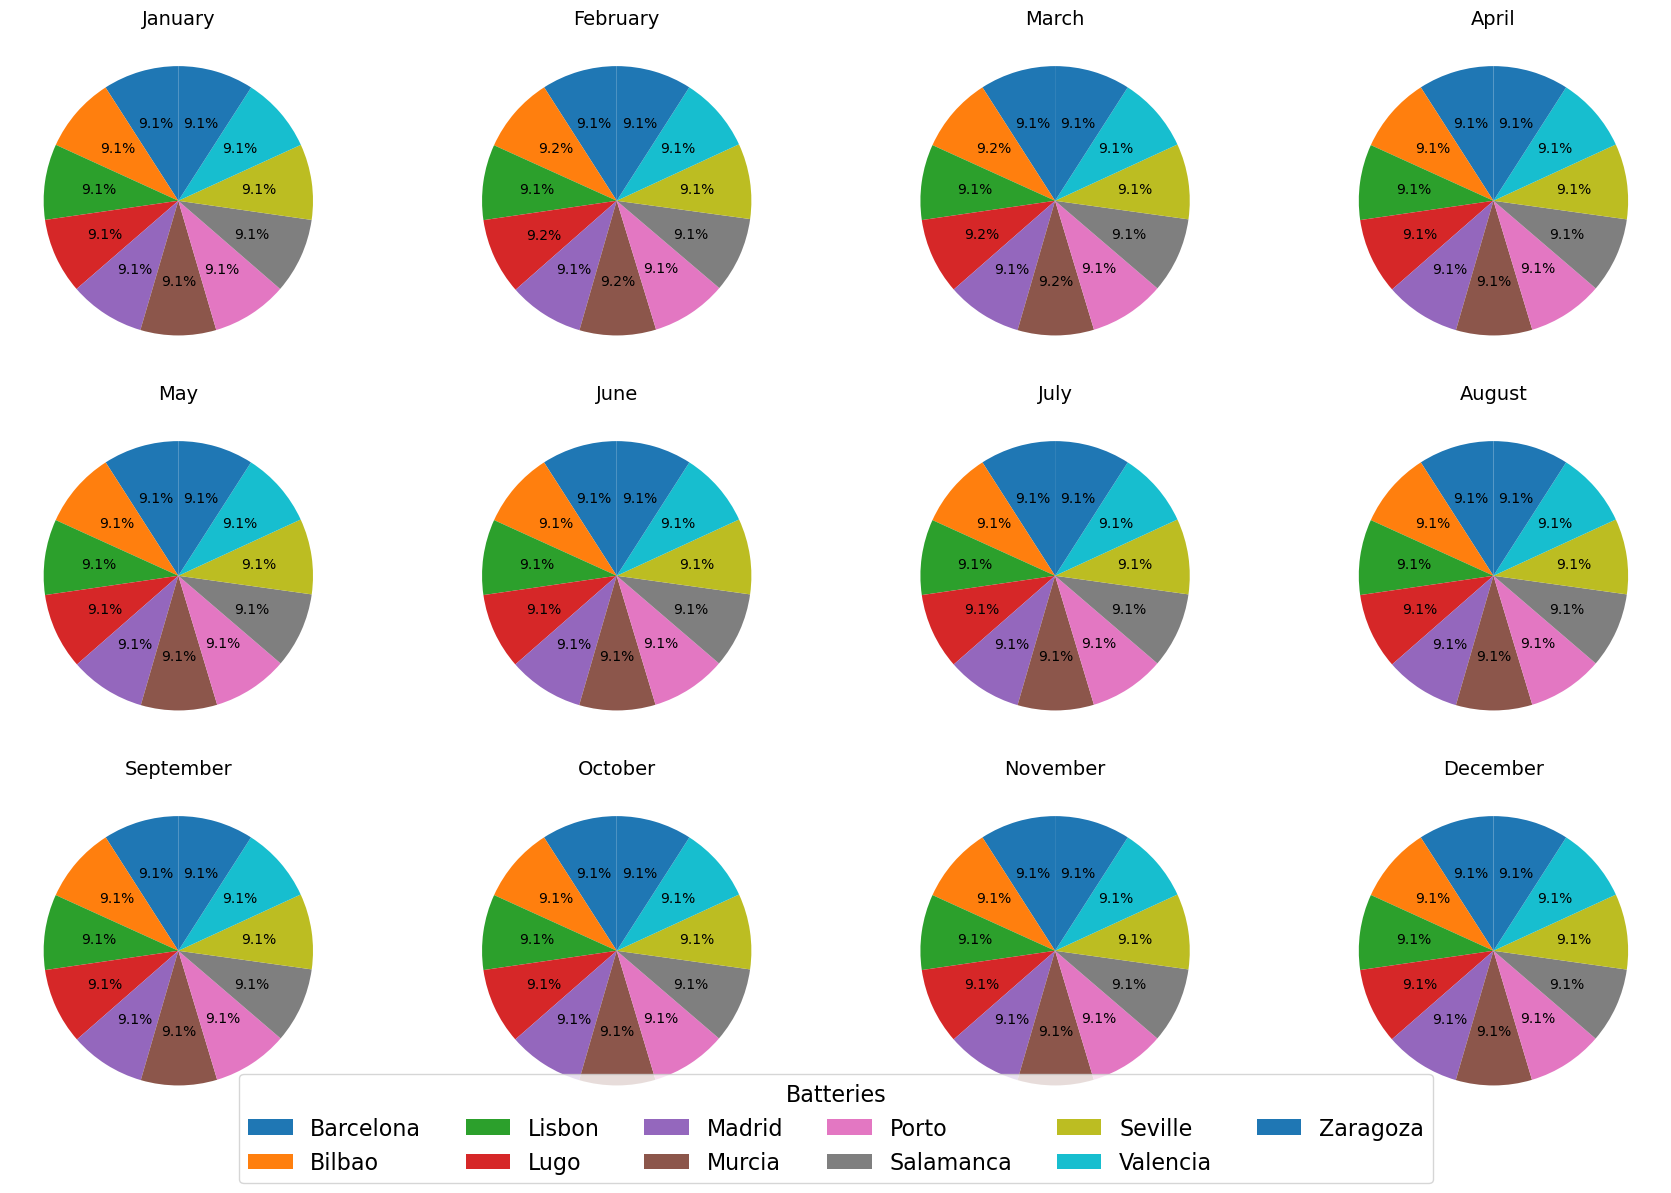 January February March April
9.1% 9.1% 9.1% 9.1% 9.1% 9.1% 9.1% 9.1%
9.1% 9.1% 9.2% 9.1% 9.2% 9.1% 9.1% 9.1%
9.1% 9.1% 9.1% 9.1% 9.1% 9.1% 9.1% 9.1%
9.1% 9.1% 9.2% 9.1% 9.2% 9.1% 9.1% 9.1%
9.1% 9.1% 9.1% 9.1% 9.1% 9.1% 9.1% 9.1%
9.1% 9.2% 9.2% 9.1%
May June July August
9.1% 9.1% 9.1% 9.1% 9.1% 9.1% 9.1% 9.1%
9.1% 9.1% 9.1% 9.1% 9.1% 9.1% 9.1% 9.1%
9.1% 9.1% 9.1% 9.1% 9.1% 9.1% 9.1% 9.1%
9.1% 9.1% 9.1% 9.1% 9.1% 9.1% 9.1% 9.1%
9.1% 9.1% 9.1% 9.1% 9.1% 9.1% 9.1% 9.1%
9.1% 9.1% 9.1% 9.1%
September October November December
9.1% 9.1% 9.1% 9.1% 9.1% 9.1% 9.1% 9.1%
9.1% 9.1% 9.1% 9.1% 9.1% 9.1% 9.1% 9.1%
9.1% 9.1% 9.1% 9.1% 9.1% 9.1% 9.1% 9.1%
9.1% 9.1% 9.1% 9.1% 9.1% 9.1% 9.1% 9.1%
9.1% 9.1% 9.1% 9.1% 9.1% 9.1% 9.1% 9.1%
9.1% 9.1% 9.1% 9.1%
Batteries
Barcelona Lisbon Madrid Porto Seville Zaragoza
Bilbao Lugo Murcia Salamanca Valencia